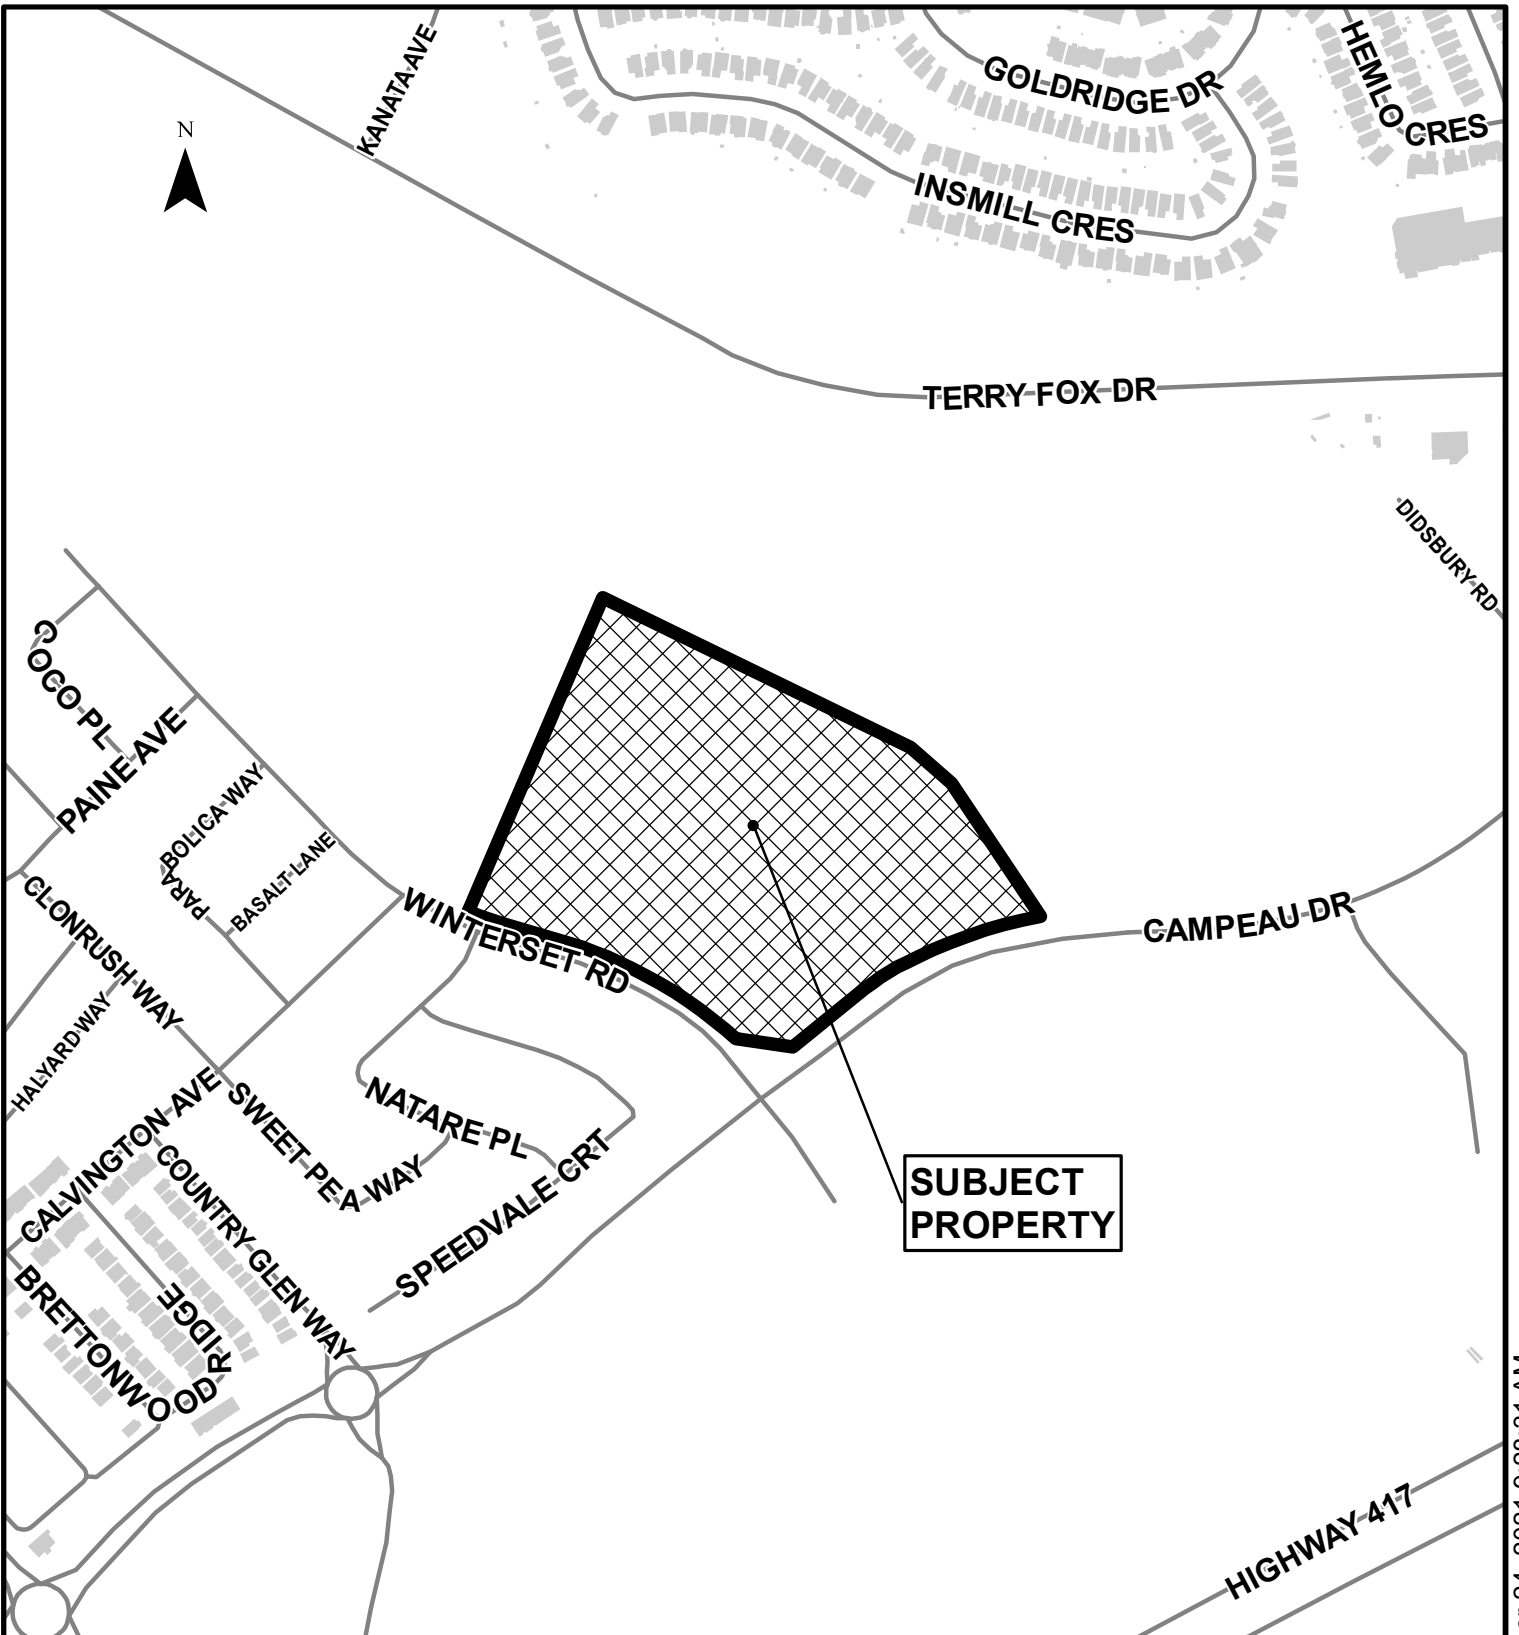 KANATA AVE
GOLDRIDGE DR
HEMLO CRES
N
INSMILL CRES
TERRY FOX DR
DIDSBURY RD
COCO PL
PAINE AVE
PARABOLICA WAY
BASALT LANE
CLONRUSH WAY
WINTERSET RD
CAMPEAU DR
HALYARD WAY
CALVINGTON AVE
SWEET PEA WAY
NATARE PL
COUNTRY GLEN WAY
SPEEDVALE CRT
SUBJECT
PROPERTY
BRETTONWOOD RIDGE
HIGHWAY 417